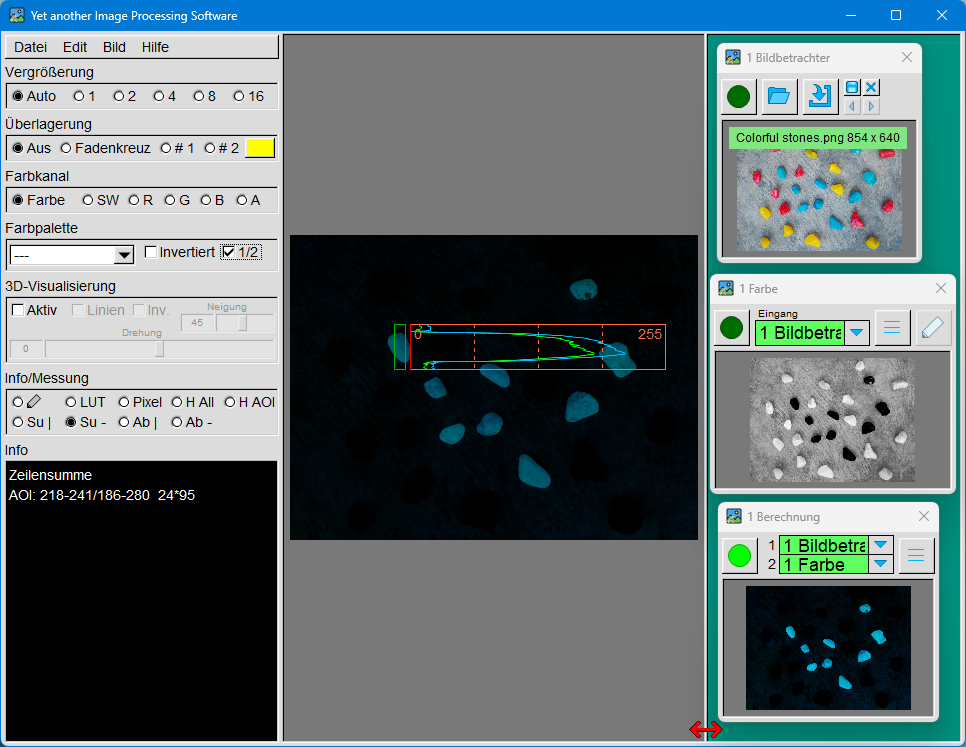 Yet another Image Processing Software
Datei Edit Bild Hilfe
Vergrößerung
Auto 1 2 4 8 16
Überlagerung
Aus Fadenkreuz # 1 # 2
Farbkanal
Farbe SW R G B A
Farbpalette
--- Invertiert 1/2
3D-Visualisierung
Aktiv Linien Inv. Neigung
45
Drehung
0
Info/Messung
LUT Pixel H All H AOI
Su | Su - Ab | Ab -
Info
Zeilensumme
AOI: 218-241/186-280 24*95
0 255
1 Bildbetrachter
Colorful stones.png 854 x 640
1 Farbe
Eingang
1 Bildbetra
1 Berechnung
1 1 Bildbetra
2 1 Farbe